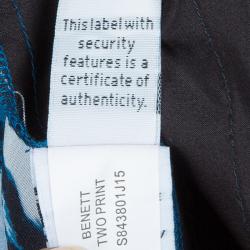 This label with
security
features is a
certificate of
authenticity.
BENETT
TWO PRINT
S843801J15